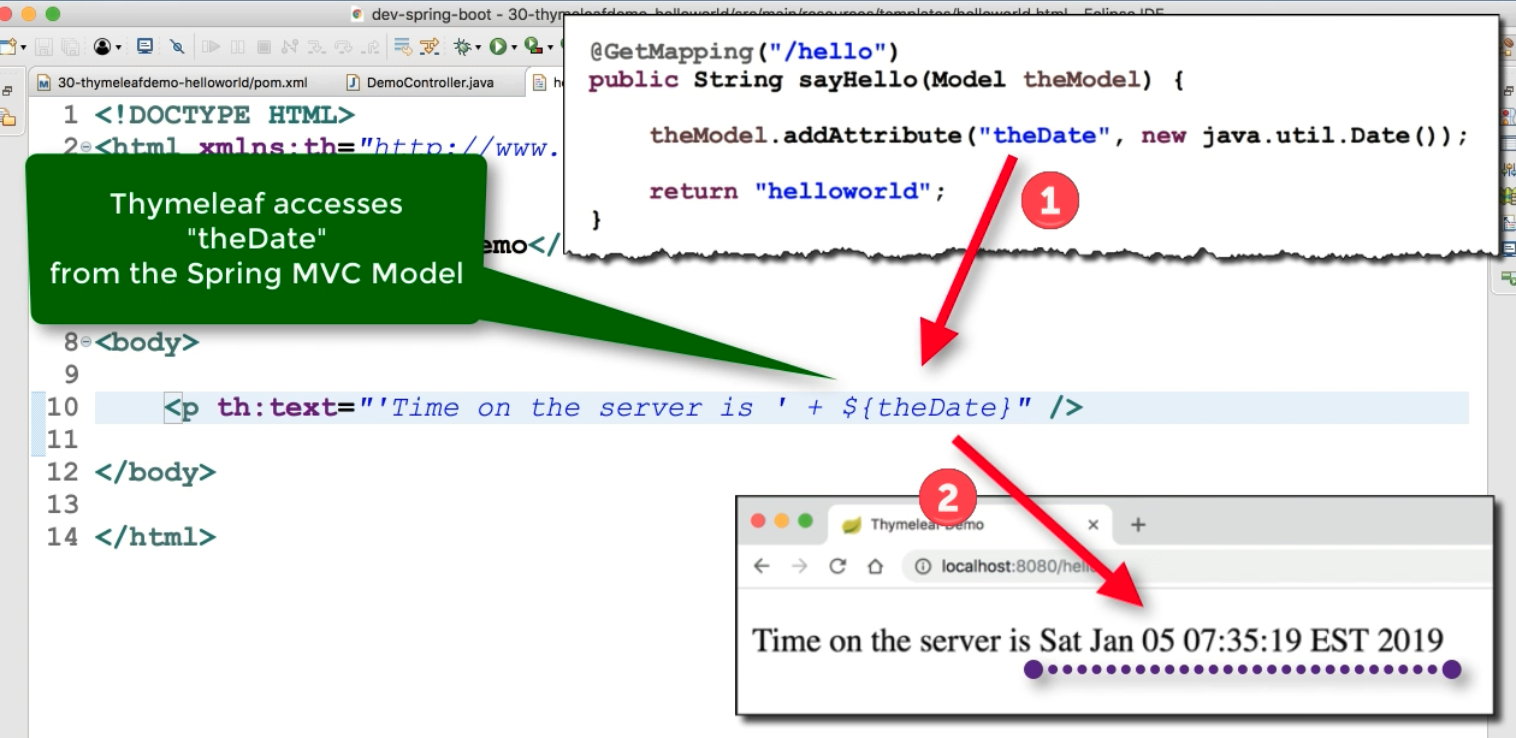 dev-spring-boot - 30-thymeleafdemo-helloworld/src/main/resources/templates/helloworld.html - Eclipse IDE
30-thymeleafdemo-helloworld/pom.xml
DemoController.java
@GetMapping("/hello")
public String sayHello(Model theModel) {
theModel.addAttribute("theDate", new java.util.Date());
return "helloworld";
}
1
1 <!DOCTYPE HTML>
2 <html xmlns:th="http://www.
Thymeleaf accesses
"theDate"
from the Spring MVC Model
8 <body>
9
10 <p th:text="'Time on the server is ' + ${theDate}" />
11
12 </body>
13
14 </html>
2
Thymeleaf Demo
localhost:8080/hello
Time on the server is Sat Jan 05 07:35:19 EST 2019